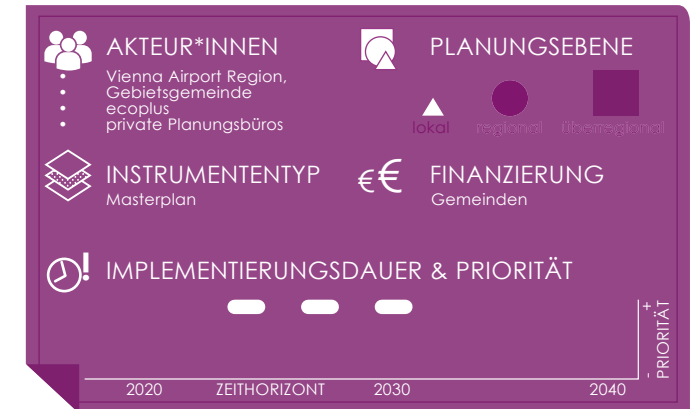 AKTEUR*INNEN
• Vienna Airport Region,
• Gebietsgemeinde
• ecoplus
• private Planungsbüros
PLANUNGSEBENE
lokal regional überregional
INSTRUMENTENTYP
Masterplan
€€ FINANZIERUNG
Gemeinden
! IMPLEMENTIERUNGSDAUER & PRIORITÄT
- PRIORITÄT +
2020 ZEITHORIZONT 2030 2040